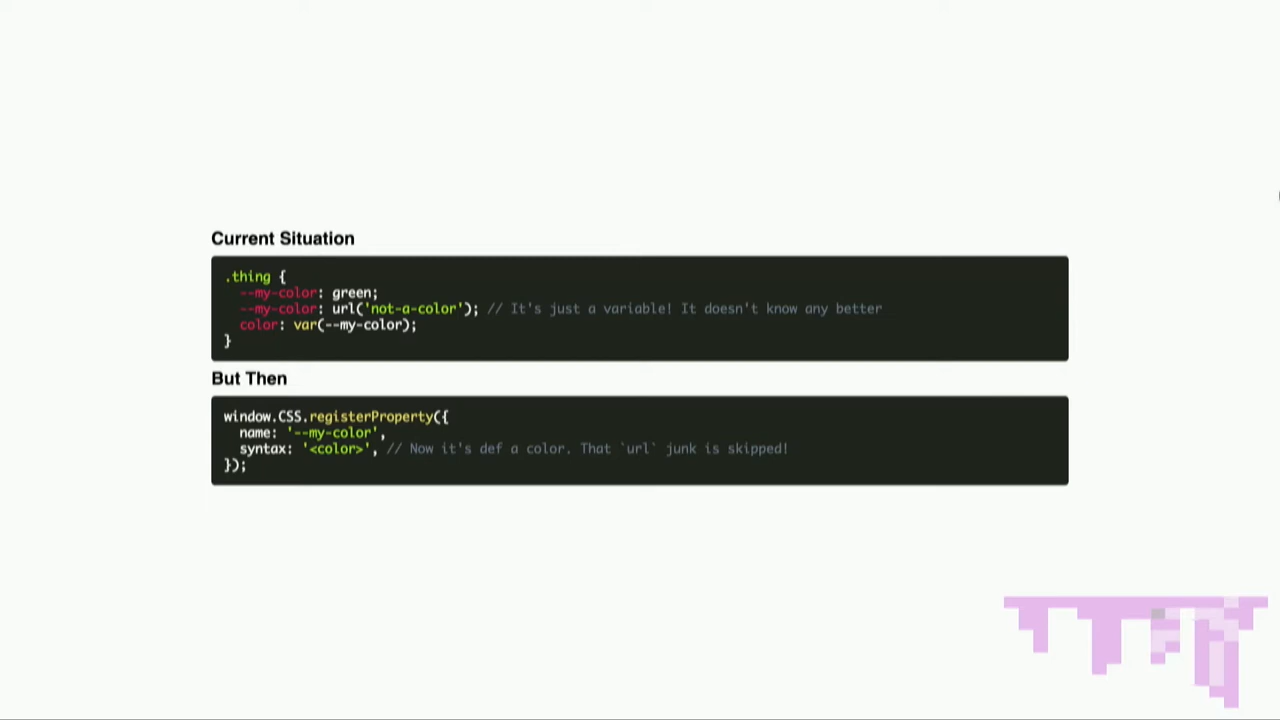 Current Situation
.thing {
--my-color: green;
--my-color: url('not-a-color'); // It's just a variable! It doesn't know any better
color: var(--my-color);
}
But Then
window.CSS.registerProperty({
name: '--my-color',
syntax: '<color>', // Now it's def a color. That `url` junk is skipped!
});